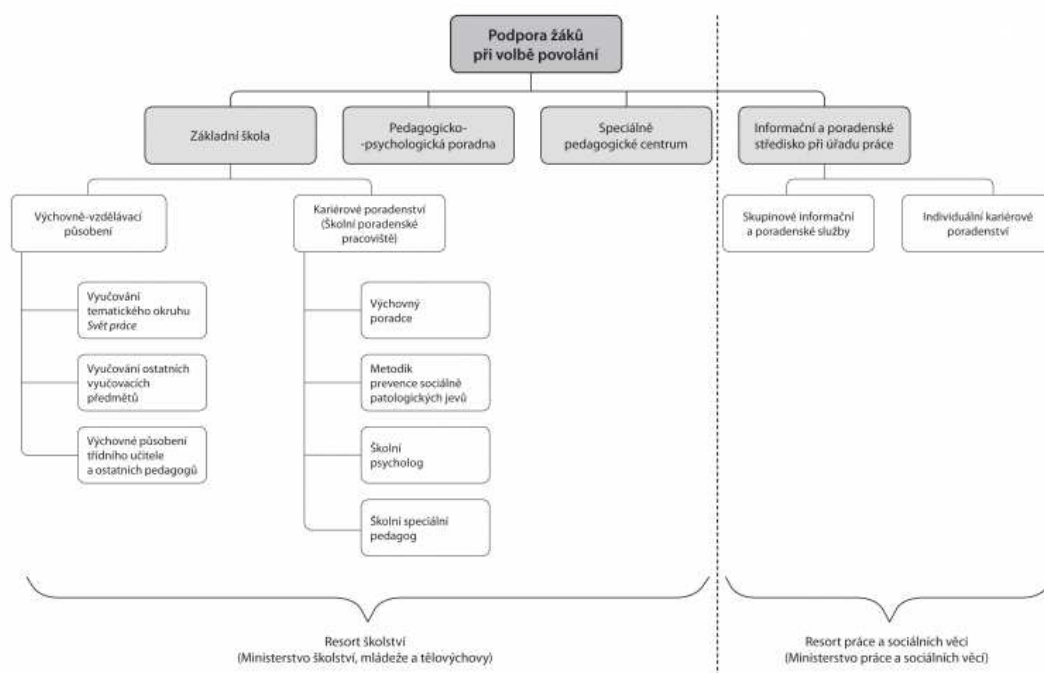 Podpora žáků
při volbě povolání
Základní škola
Pedagogicko-
-psychologická poradna
Speciálně
pedagogické centrum
Informační a poradenské
středisko při úřadu práce
Výchovně-vzdělávací
působení
Kariérové poradenství
(Školní poradenské
pracoviště)
Skupinové informační
a poradenské služby
Individuální kariérové
poradenství
Vyučování
tematického okruhu
Svět práce
Vyučování ostatních
vyučovacích
předmětů
Výchovné působení
třídního učitele
a ostatních pedagogů
Výchovný
poradce
Metodik
prevence sociálně
patologických jevů
Školní
psycholog
Školní speciální
pedagog
Resort školství
(Ministerstvo školství, mládeže a tělovýchovy)
Resort práce a sociálních věcí
(Ministerstvo práce a sociálních věcí)